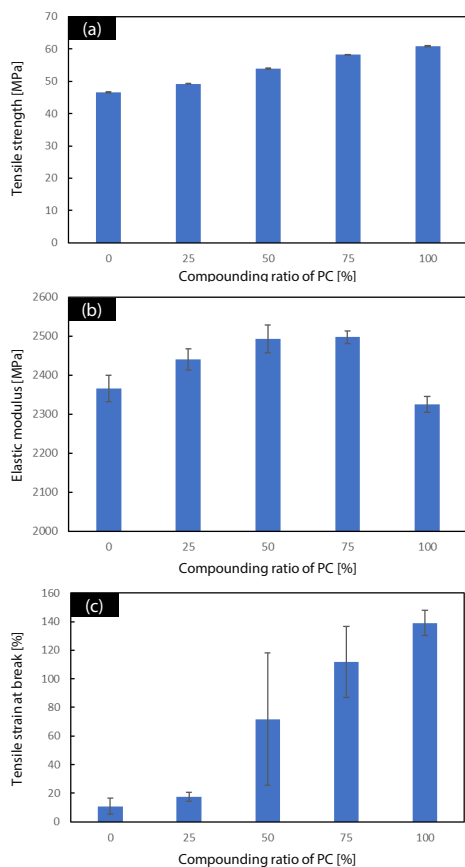 (a)
Tensile strength [MPa]
70
60
50
40
30
20
10
0
0 25 50 75 100
Compounding ratio of PC [%]
(b)
Elastic modulus [MPa]
2600
2500
2400
2300
2200
2100
2000
0 25 50 75 100
Compounding ratio of PC [%]
(c)
Tensile strain at break [%]
160
140
120
100
80
60
40
20
0
0 25 50 75 100
Compounding ratio of PC [%]